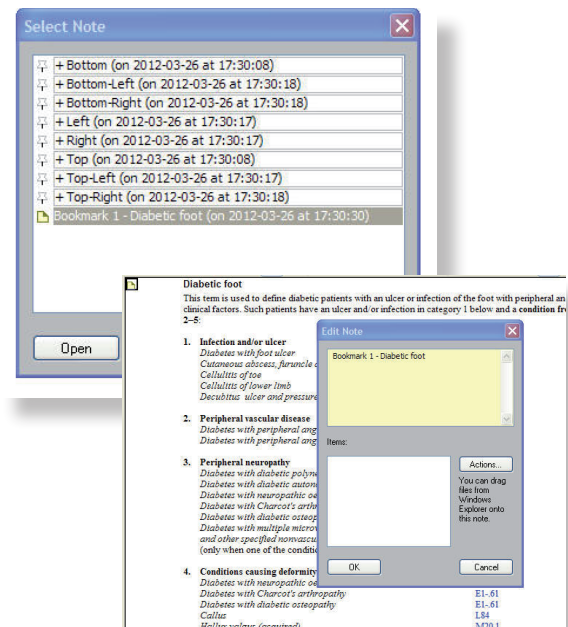 Select Note
+ Bottom (on 2012-03-26 at 17:30:08)
+ Bottom-Left (on 2012-03-26 at 17:30:18)
+ Bottom-Right (on 2012-03-26 at 17:30:18)
+ Left (on 2012-03-26 at 17:30:17)
+ Right (on 2012-03-26 at 17:30:17)
+ Top (on 2012-03-26 at 17:30:08)
+ Top-Left (on 2012-03-26 at 17:30:17)
+ Top-Right (on 2012-03-26 at 17:30:18)
Bookmark 1 - Diabetic foot (on 2012-03-26 at 17:30:30)
Open
Diabetic foot
This term is used to define diabetic patients with an ulcer or infection of the foot with peripheral an
clinical factors. Such patients have an ulcer and/or infection in category 1 below and a condition fr
2–5:
1. Infection and/or ulcer
Diabetes with foot ulcer
Cutaneous abscess, furuncle
Cellulitis of toe
Cellulitis of lower limb
Decubitus ulcer and pressure
2. Peripheral vascular disease
Diabetes with peripheral ang
Diabetes with peripheral ang
3. Peripheral neuropathy
Diabetes with diabetic polyne
Diabetes with diabetic auton
Diabetes with neuropathic oe
Diabetes with Charcot's arthr
Diabetes with diabetic osteop
Diabetes with multiple microv
and other specified nonvascu
(only when one of the conditi
4. Conditions causing deformity
Diabetes with neuropathic oe
Diabetes with Charcot's arthropathy E1-.61
Diabetes with diabetic osteopathy E1-.61
Callus L84
Hallux valgus (acquired) M20.1
Edit Note
Bookmark 1 - Diabetic foot
Items:
Actions...
You can drag
files from
Windows
Explorer onto
this note.
OK
Cancel